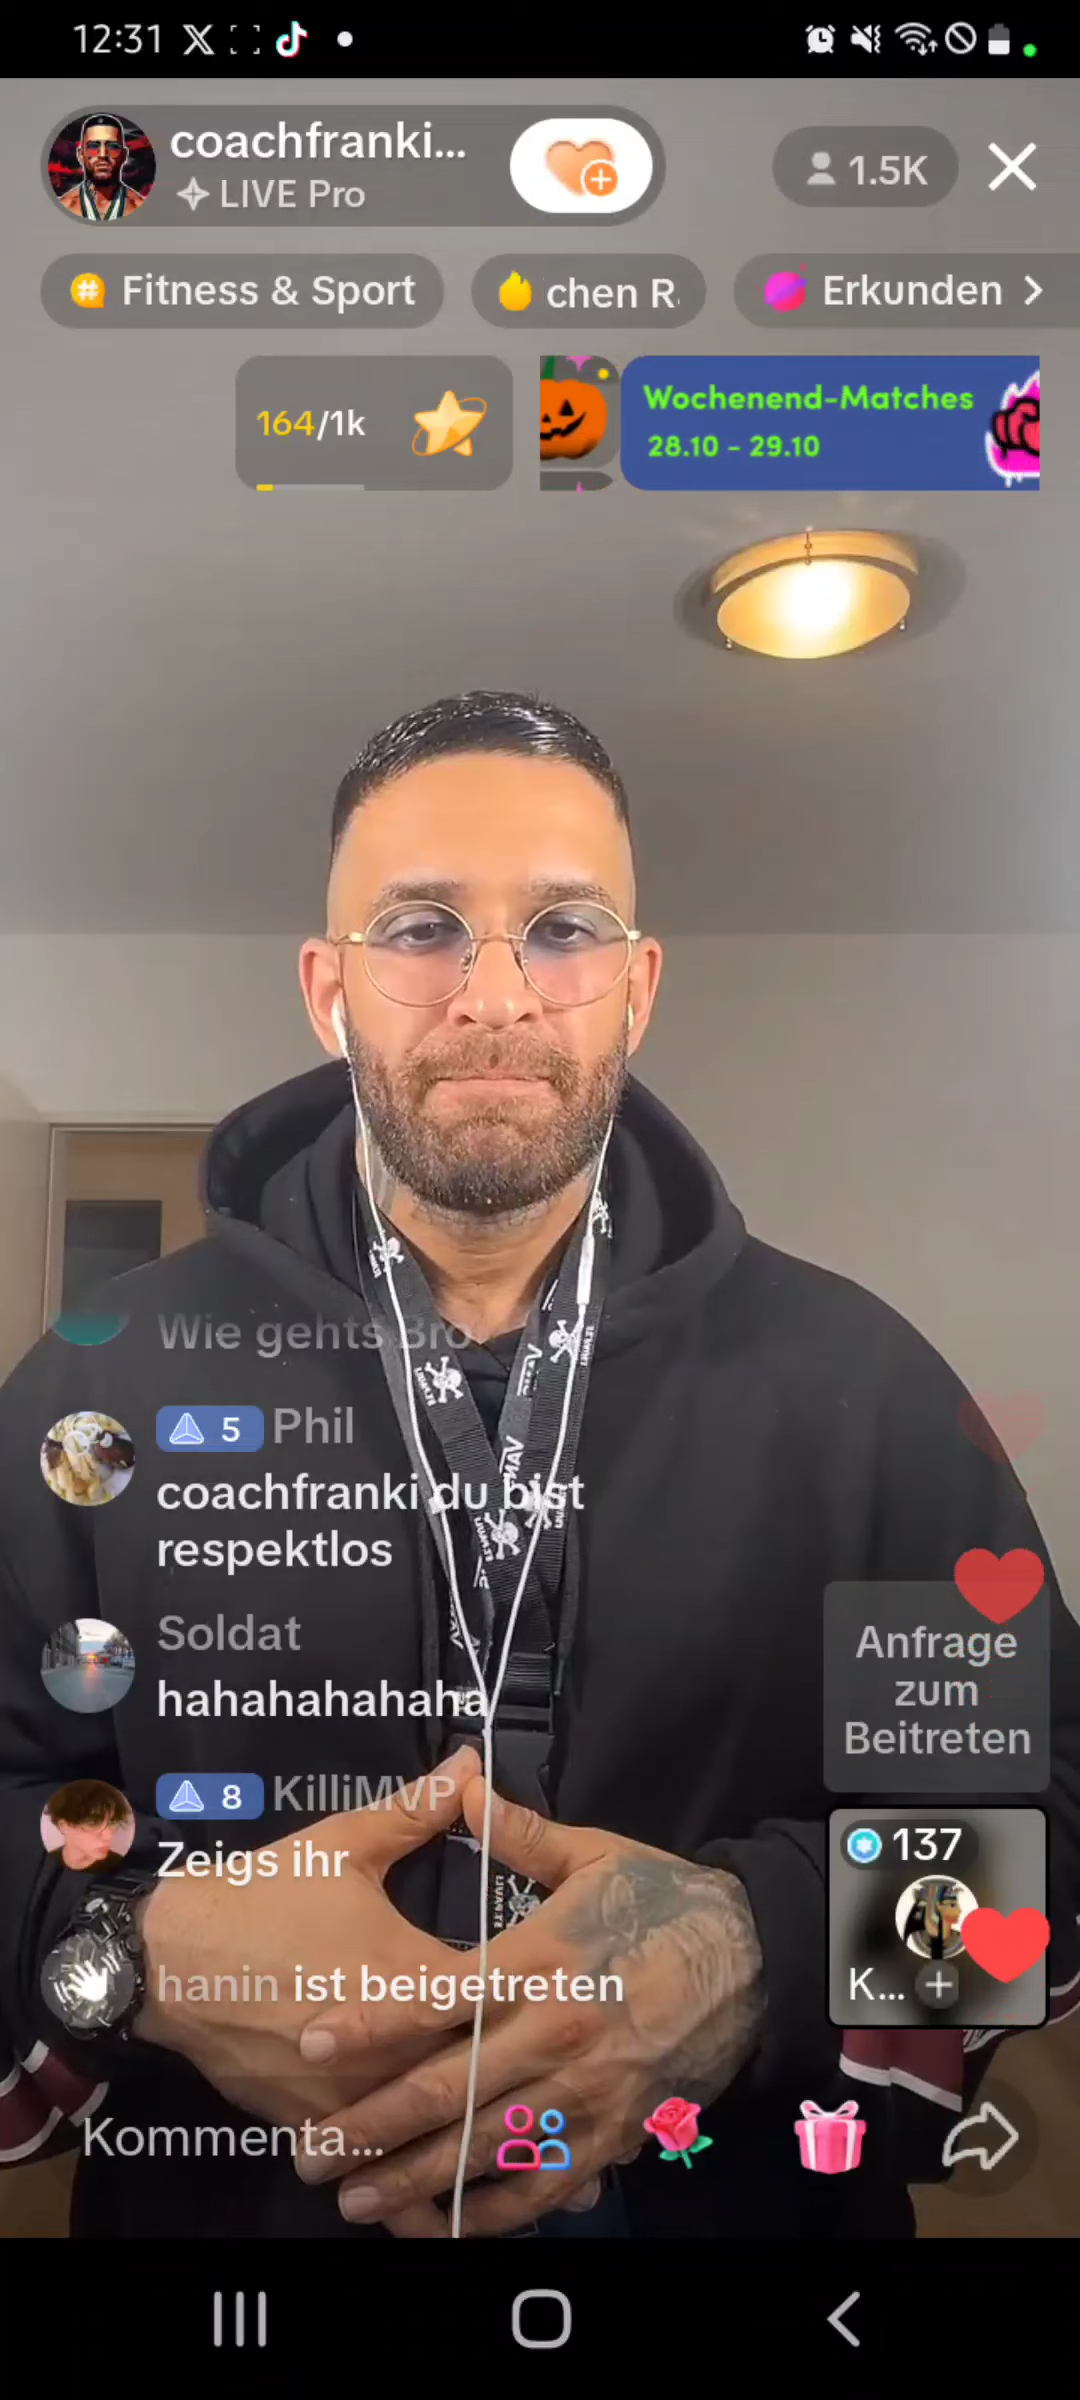 12:31
coachfranki...
LIVE Pro
1.5K
Fitness & Sport
chen R
Erkunden
164/1k
Wochenend-Matches
28.10 - 29.10
Wie gehts Bro
5 Phil
coachfranki du bist
respektlos
Soldat
hahahahahaha
8 KilliMVP
Zeigs ihr
hanin ist beigetreten
Anfrage
zum
Beitreten
137
K...
Kommenta...